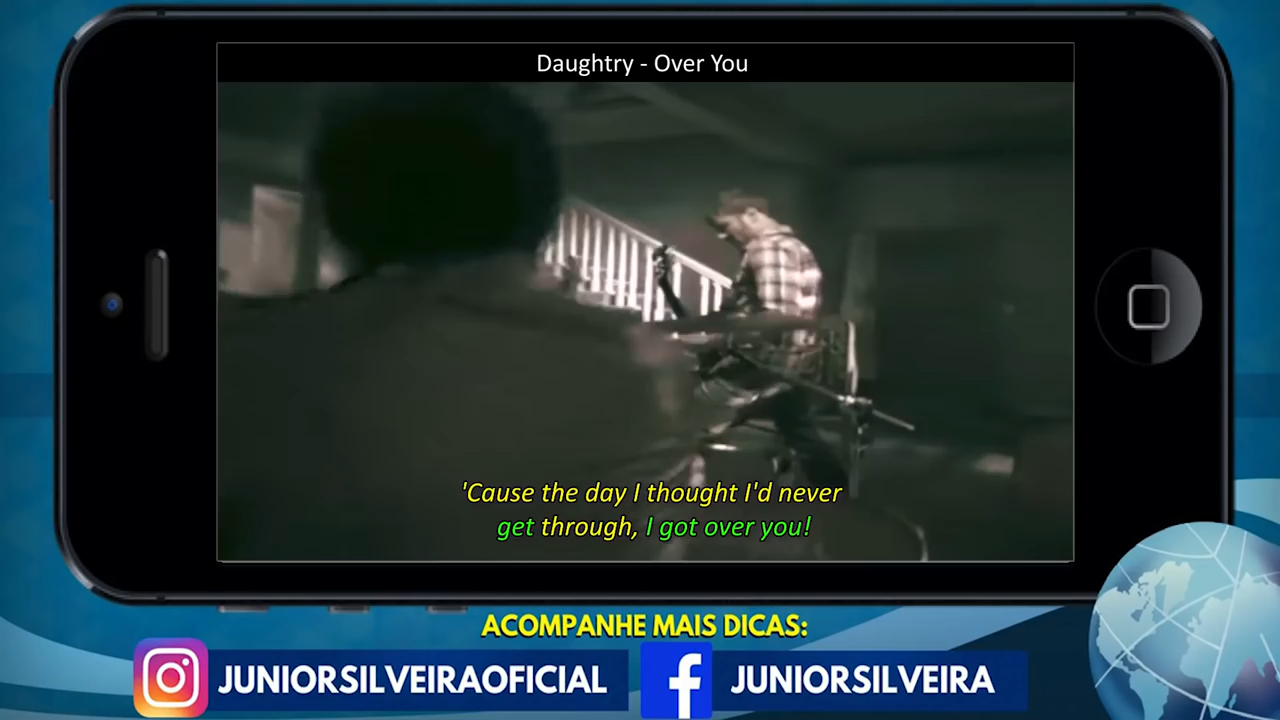 Daughtry - Over You
'Cause the day I thought I'd never
get through, I got over you!
ACOMPANHE MAIS DICAS:
JUNIORSILVEIRAOFICIAL
JUNIORSILVEIRA